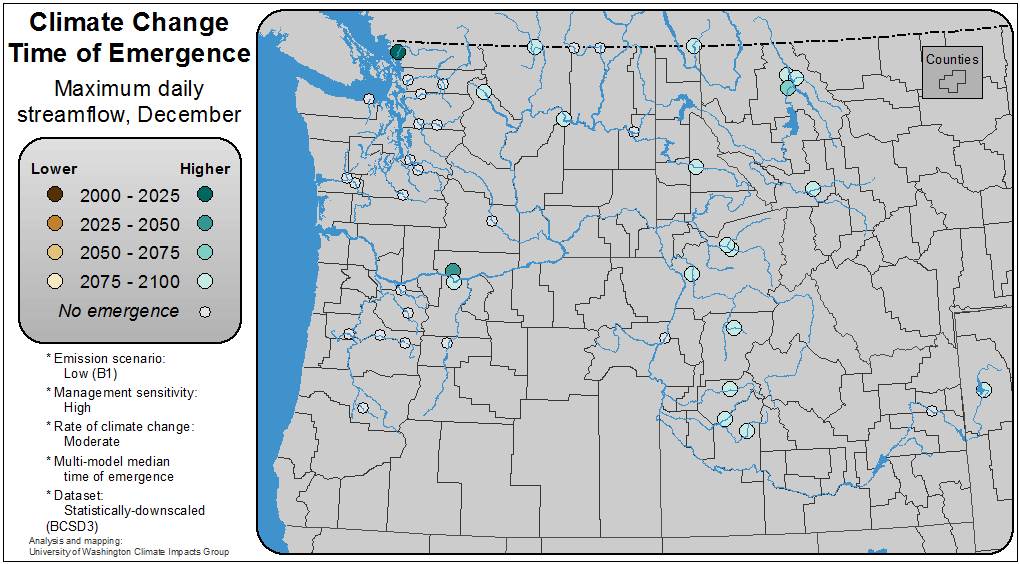 Climate Change
Time of Emergence
Maximum daily
streamflow, December
Lower Higher
2000 - 2025
2025 - 2050
2050 - 2075
2075 - 2100
No emergence
* Emission scenario:
Low (B1)
* Management sensitivity:
High
* Rate of climate change:
Moderate
* Multi-model median
time of emergence
* Dataset:
Statistically-downscaled
(BCSD3)
Analysis and mapping:
University of Washington Climate Impacts Group
Counties